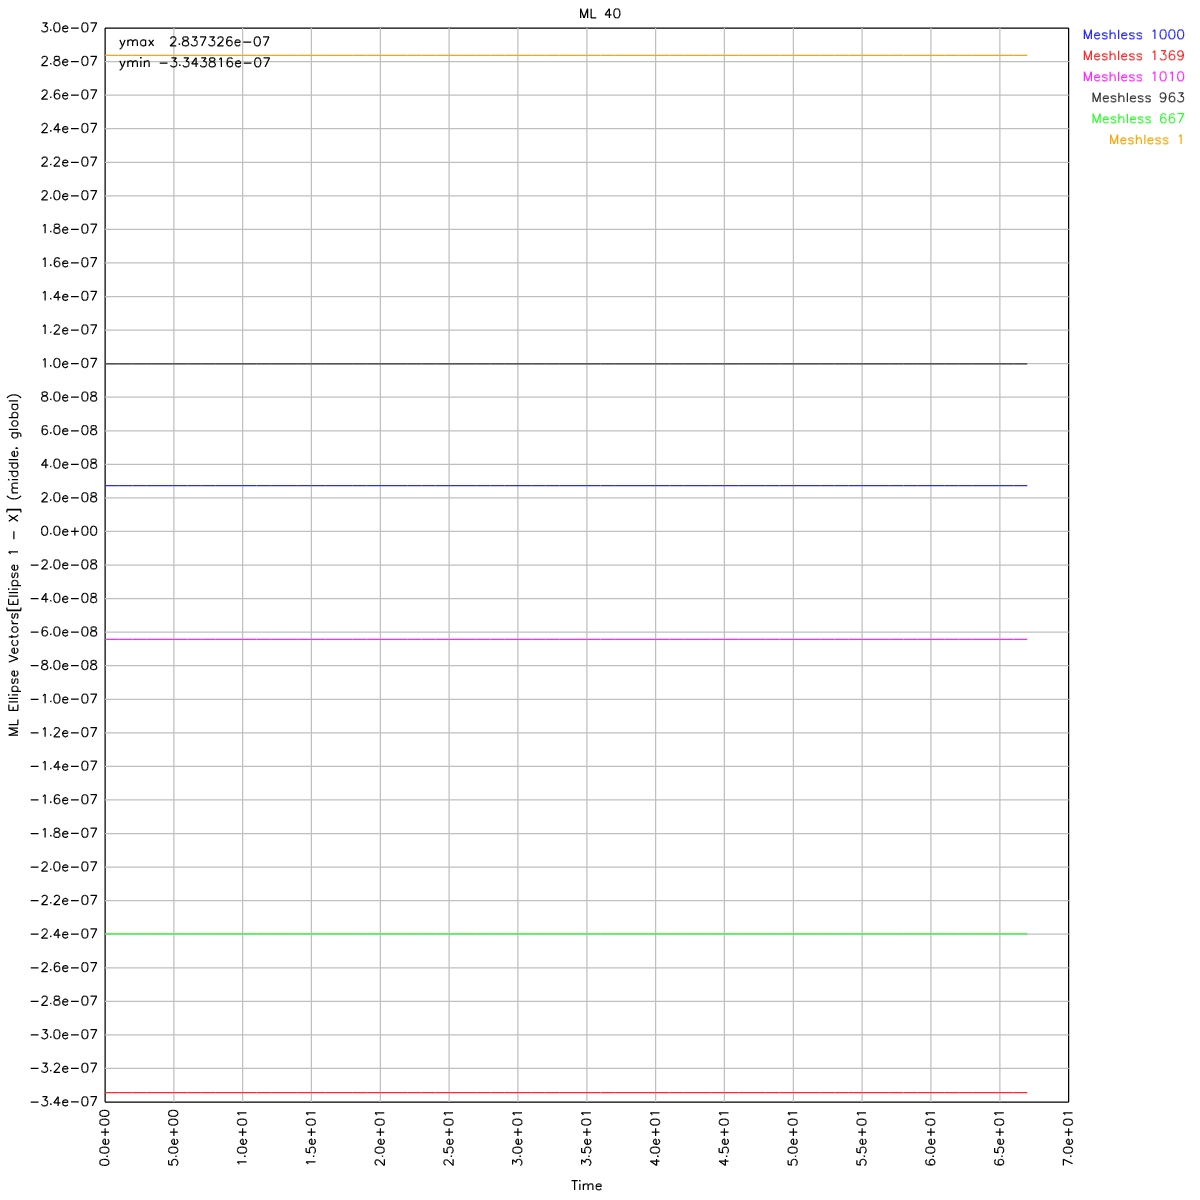 ML 40
ymax 2.837326e-07
ymin -3.343816e-07
Meshless 1000
Meshless 1369
Meshless 1010
Meshless 963
Meshless 667
Meshless 1
ML Ellipse Vectors[Ellipse 1 - X] (middle, global)
3.0e-07
2.8e-07
2.6e-07
2.4e-07
2.2e-07
2.0e-07
1.8e-07
1.6e-07
1.4e-07
1.2e-07
1.0e-07
8.0e-08
6.0e-08
4.0e-08
2.0e-08
0.0e+00
-2.0e-08
-4.0e-08
-6.0e-08
-8.0e-08
-1.0e-07
-1.2e-07
-1.4e-07
-1.6e-07
-1.8e-07
-2.0e-07
-2.2e-07
-2.4e-07
-2.6e-07
-2.8e-07
-3.0e-07
-3.2e-07
-3.4e-07
0.0e+00
5.0e+00
1.0e+01
1.5e+01
2.0e+01
2.5e+01
3.0e+01
3.5e+01
4.0e+01
4.5e+01
5.0e+01
5.5e+01
6.0e+01
6.5e+01
7.0e+01
Time